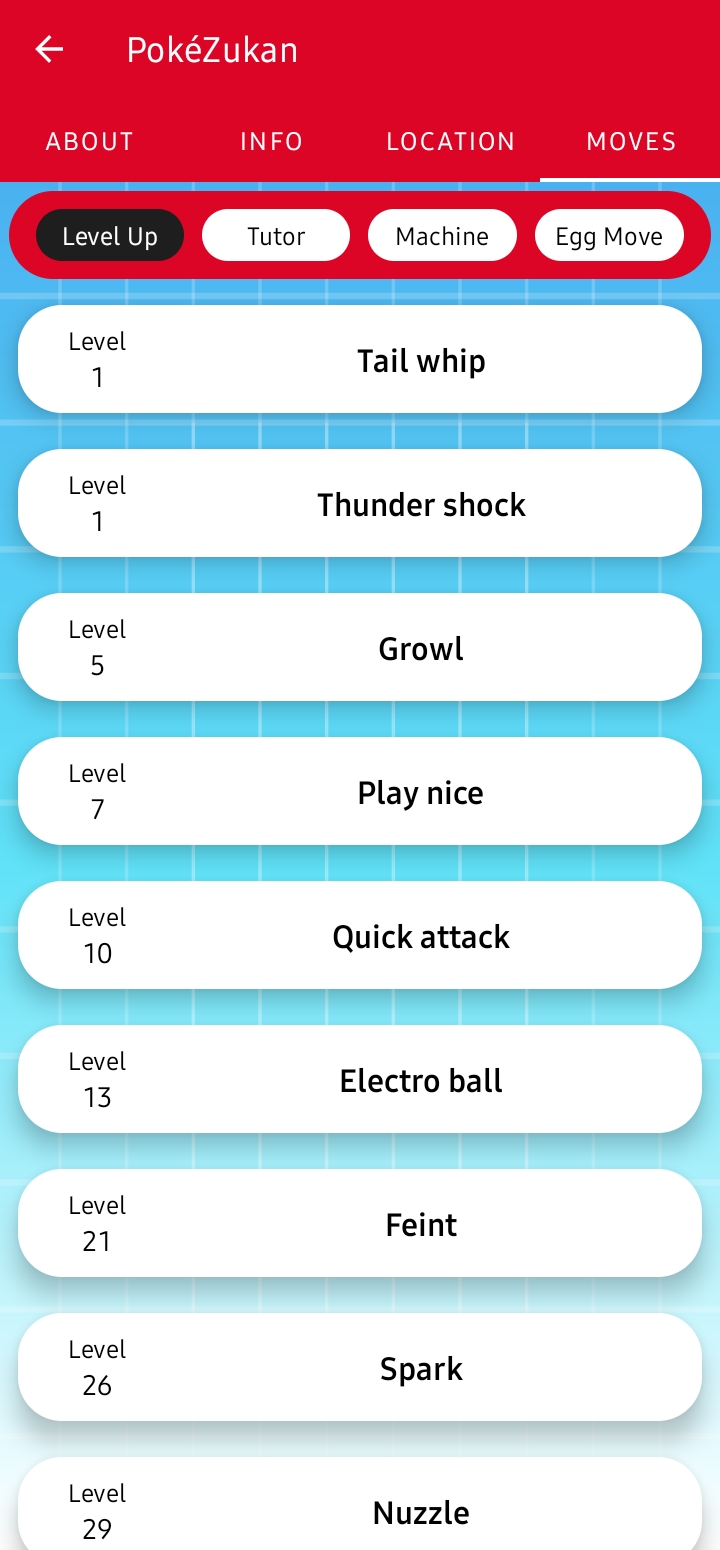 PokéZukan
ABOUT INFO LOCATION MOVES
Level Up Tutor Machine Egg Move
Level
1
Tail whip
Level
1
Thunder shock
Level
5
Growl
Level
7
Play nice
Level
10
Quick attack
Level
13
Electro ball
Level
21
Feint
Level
26
Spark
Level
29
Nuzzle